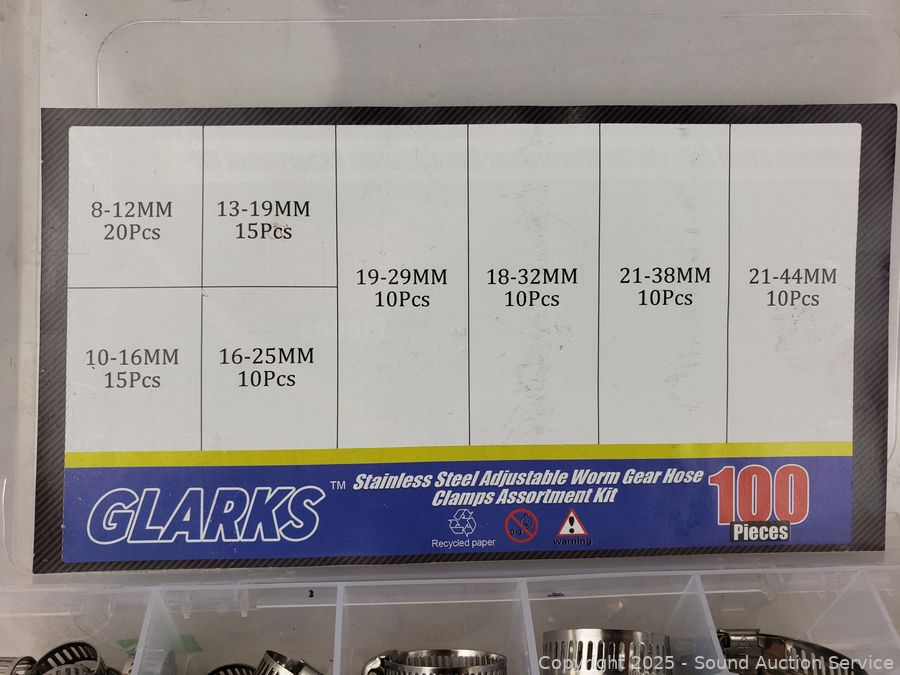 8-12MM
20Pcs
13-19MM
15Pcs
10-16MM
15Pcs
16-25MM
10Pcs
19-29MM
10Pcs
18-32MM
10Pcs
21-38MM
10Pcs
21-44MM
10Pcs
GLARKS™
Stainless Steel Adjustable Worm Gear Hose
Clamps Assortment Kit
Recycled paper
0-3
warning
100
Pieces
Copyright 2025 - Sound Auction Service